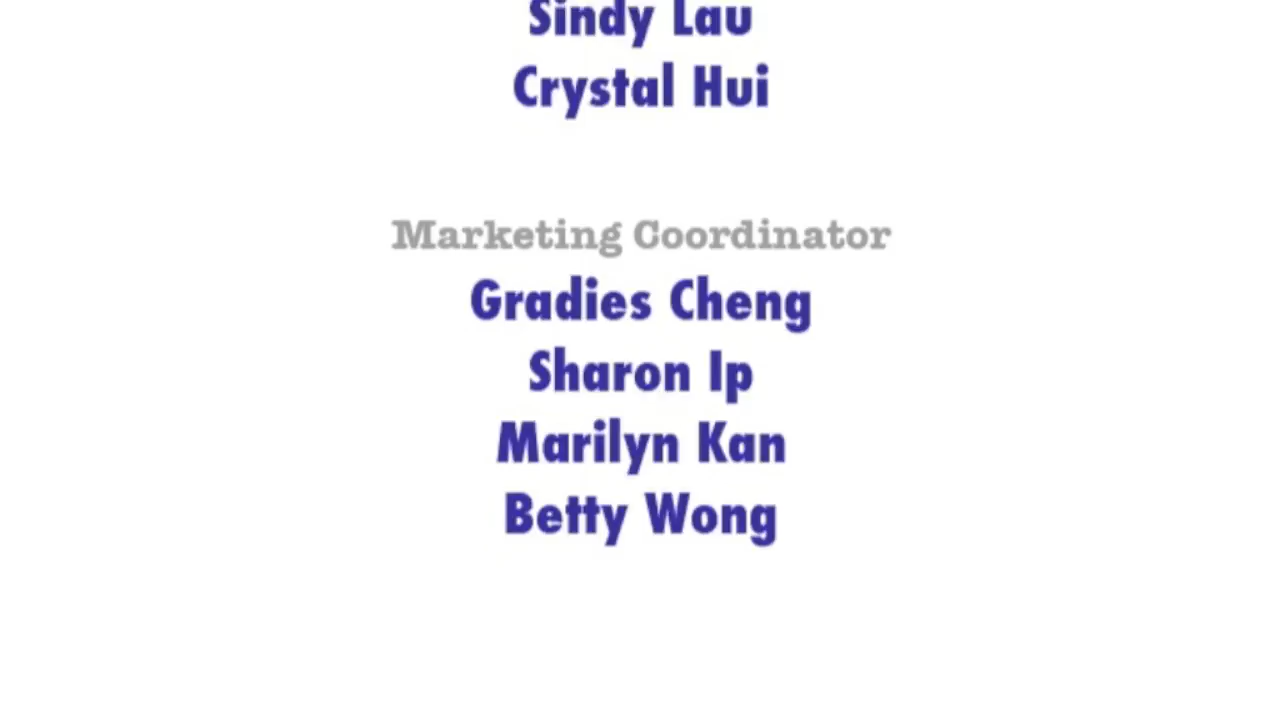 Sindy Lau
Crystal Hui
Marketing Coordinator
Gradies Cheng
Sharon Ip
Marilyn Kan
Betty Wong